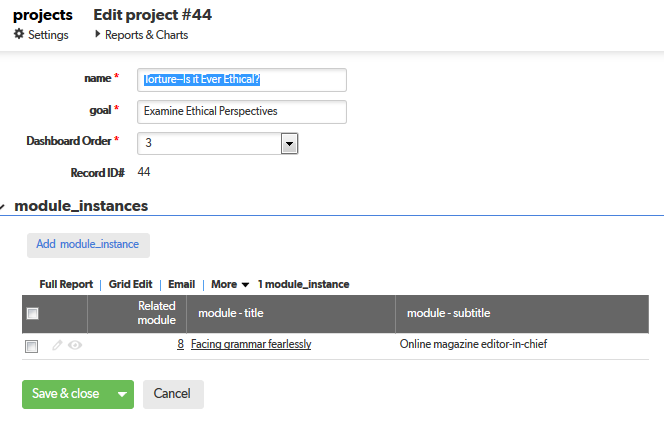 projects Edit project #44
Settings Reports & Charts
name * Torture–Is it Ever Ethical?
goal * Examine Ethical Perspectives
Dashboard Order * 3
Record ID# 44
module_instances
Add module_instance
Full Report | Grid Edit | Email | More 1 module_instance
Related module module - title module - subtitle
8 Facing grammar fearlessly Online magazine editor-in-chief
Save & close Cancel